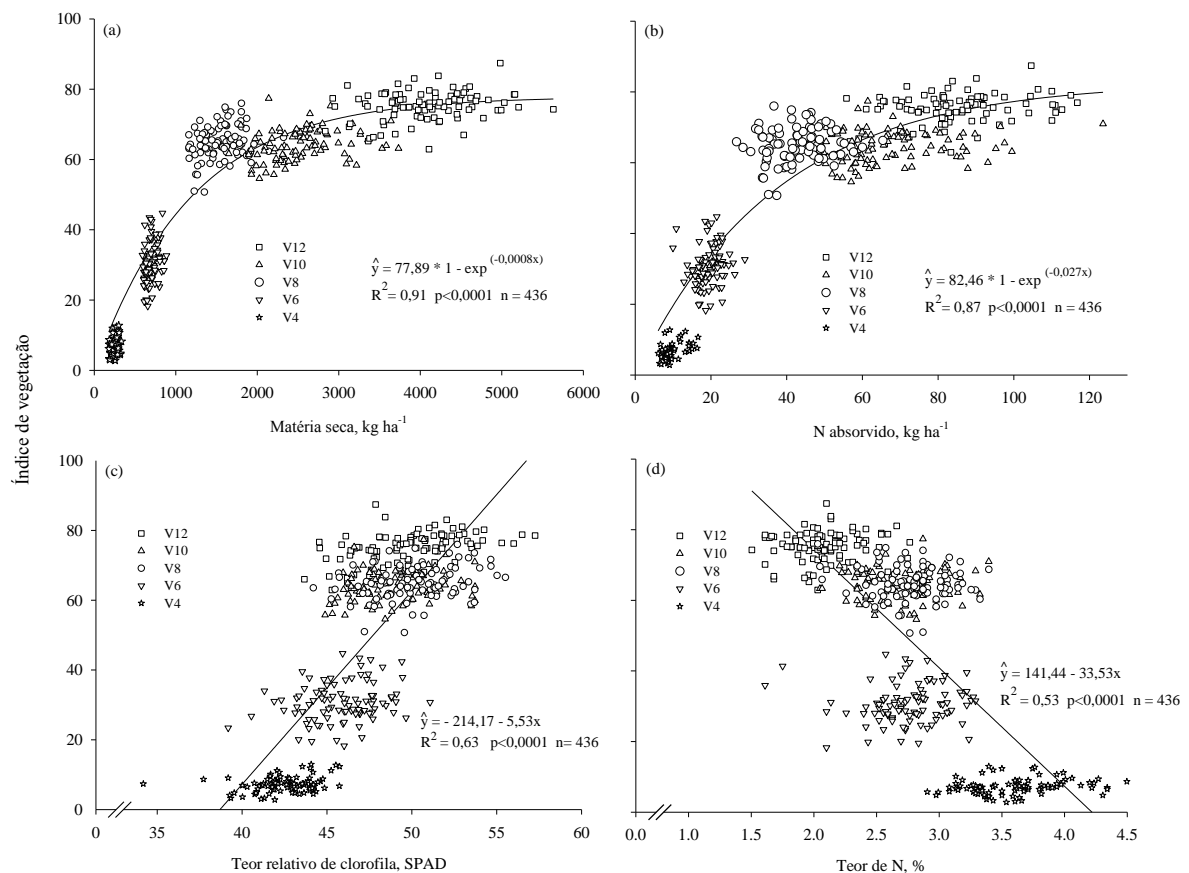 Índice de vegetação
(a)
100
80
60
40
20
0
V12
V10
V8
V6
V4
ŷ = 77,89 * 1 - exp (-0,0008x)
R² = 0,91 p<0,0001 n = 436
0 1000 2000 3000 4000 5000 6000
Matéria seca, kg ha⁻¹
(b)
V12
V10
V8
V6
V4
ŷ = 82,46 * 1 - exp (-0,027x)
R² = 0,87 p<0,0001 n = 436
0 20 40 60 80 100 120
N absorvido, kg ha⁻¹
(c)
100
80
60
40
20
0
V12
V10
V8
V6
V4
ŷ = - 214,17 - 5,53x
R² = 0,63 p<0,0001 n= 436
0 35 40 45 50 55 60
Teor relativo de clorofila, SPAD
(d)
V12
V10
V8
V6
V4
ŷ = 141,44 - 33,53x
R² = 0,53 p<0,0001 n = 436
0.0 1.0 2.0 2.5 3.0 3.5 4.0 4.5
Teor de N, %